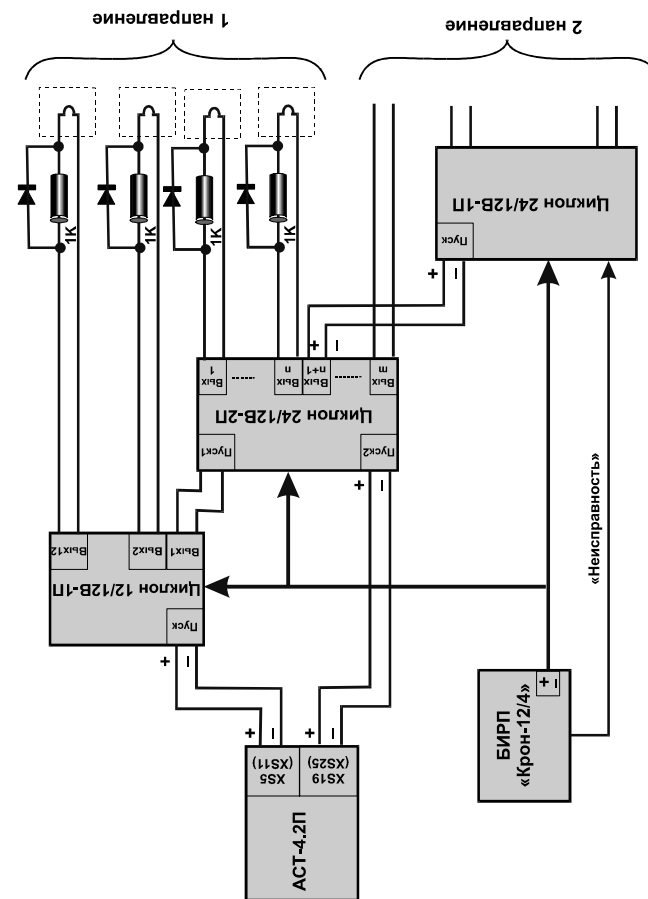 1 направление
2 направление
1К
1К
1К
1К
Циклон 24/12В-1П
Пуск
+
–
+
–
Вых
1
Вых
n
Вых
n+1
Вых
m
Циклон 24/12В-2П
Пуск1
Пуск2
+
–
Вых12
Вых2
Вых1
Циклон 12/12В-1П
Пуск
+
–
«Неисправность»
+
–
XS5
(XS11)
+
–
XS19
(XS25)
АСТ-4.2П
БИРП
«Крон-12/4»
+
–